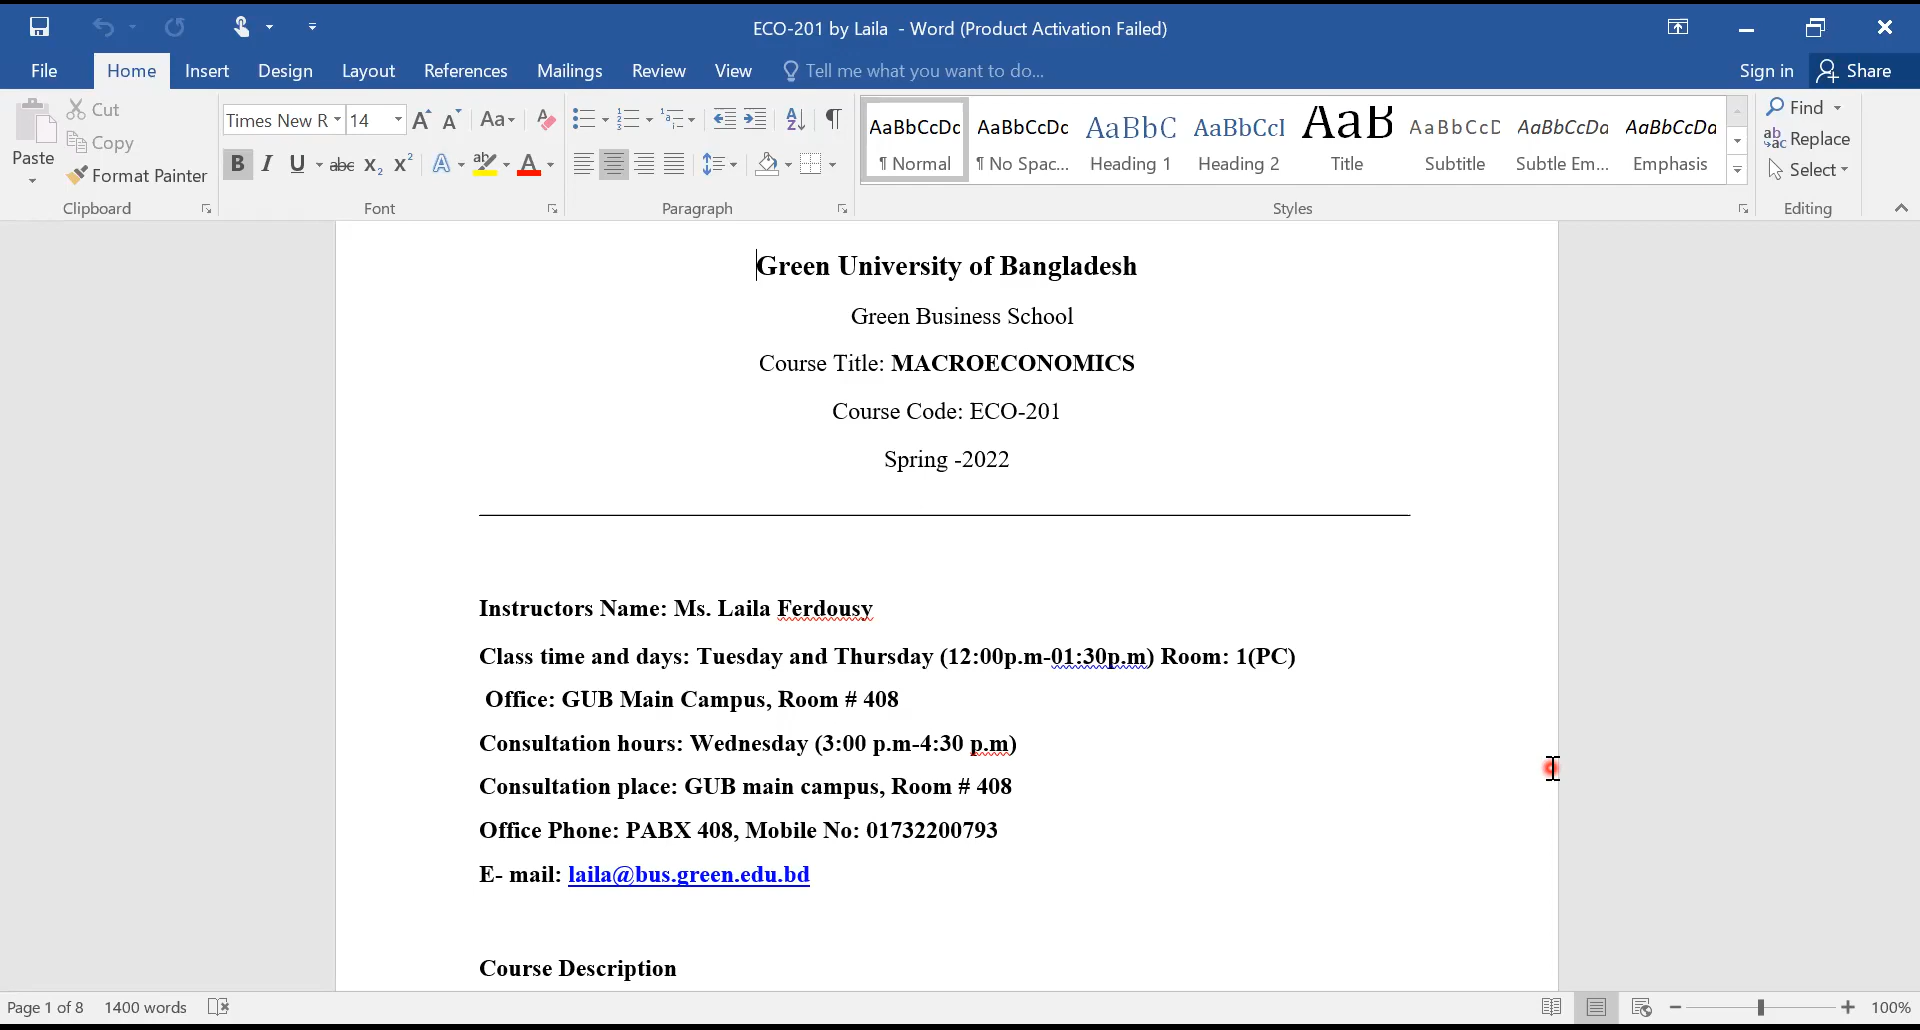 ECO-201 by Laila - Word (Product Activation Failed)
File Home Insert Design Layout References Mailings Review View Tell me what you want to do... Sign in Share
Cut
Copy
Paste
Format Painter
Times New R 14
Clipboard Font Paragraph
AaBbCcDc AaBbCcDc AaBbC AaBbCcI AaB AaBbCcD AaBbCcDa AaBbCcDa
¶ Normal ¶ No Spac... Heading 1 Heading 2 Title Subtitle Subtle Em... Emphasis
Styles
Find
Replace
Select
Editing
Green University of Bangladesh
Green Business School
Course Title: MACROECONOMICS
Course Code: ECO-201
Spring -2022
Instructors Name: Ms. Laila Ferdousy
Class time and days: Tuesday and Thursday (12:00p.m-01:30p.m) Room: 1(PC)
Office: GUB Main Campus, Room # 408
Consultation hours: Wednesday (3:00 p.m-4:30 p.m)
Consultation place: GUB main campus, Room # 408
Office Phone: PABX 408, Mobile No: 01732200793
E- mail: laila@bus.green.edu.bd
Course Description
Page 1 of 8 1400 words 100%